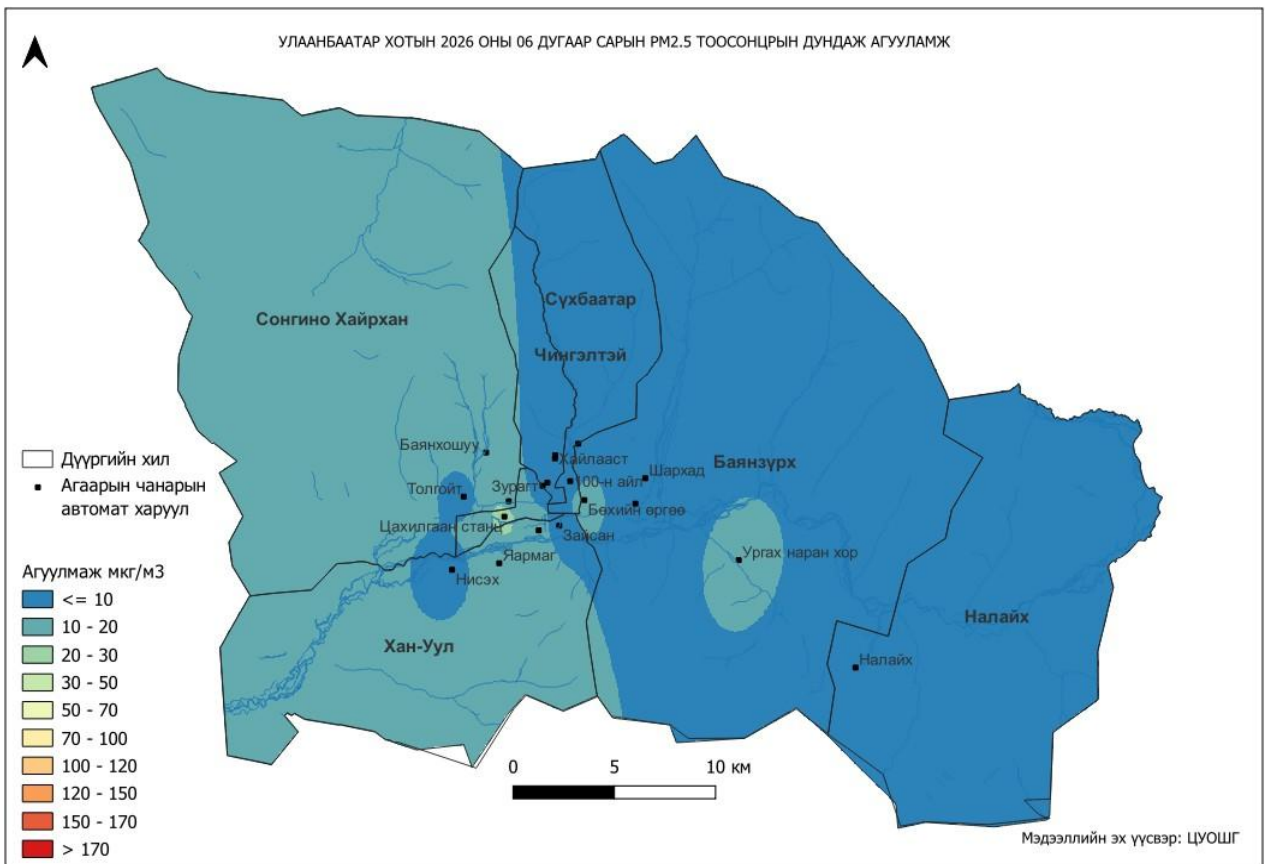 УЛААНБААТАР ХОТЫН 2026 ОНЫ 06 ДУГААР САРЫН PM2.5 ТООСОНЦРЫН ДУНДАЖ АГУУЛАМЖ
Сонгино Хайрхан
Сүхбаатар
Чингэлтэй
Баянхошуу
Хайлааст
Баянзүрх
Шархад
Толгойт
Зурагт
100-н айл
Бөхийн өргөө
Цахилгаан станц
Зайсан
Яармаг
Нисэх
Ургах наран хор
Хан-Уул
Налайх
Налайх
Дүүргийн хил
Агаарын чанарын
автомат харуул
Агуулмаж мкг/м3
<= 10
10 - 20
20 - 30
30 - 50
50 - 70
70 - 100
100 - 120
120 - 150
150 - 170
> 170
0 5 10 км
Мэдээллийн эх үүсвэр: ЦУОШГ